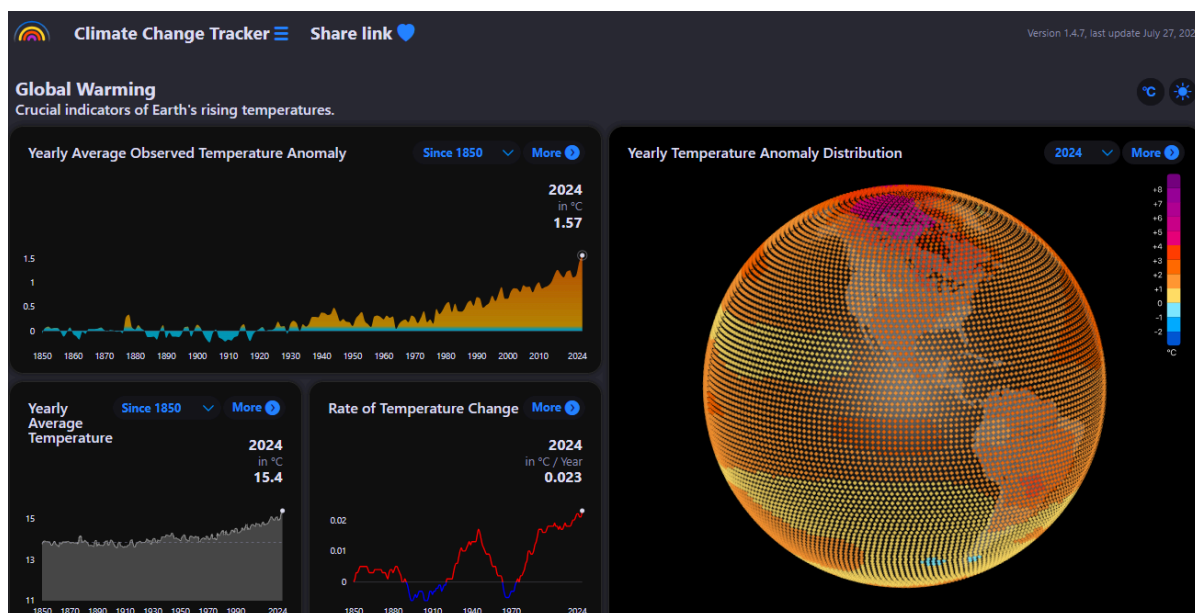 Climate Change Tracker
Share link
Version 1.4.7, last update July 27, 202
Global Warming
Crucial indicators of Earth's rising temperatures.
°C
Yearly Average Observed Temperature Anomaly
Since 1850
More
2024
in °C
1.57
1.5
1
0.5
0
1850 1860 1870 1880 1890 1900 1910 1920 1930 1940 1950 1960 1970 1980 1990 2000 2010 2024
Yearly Temperature Anomaly Distribution
2024
More
+8
+7
+6
+5
+4
+3
+2
+1
0
-1
-2
°C
Yearly
Average
Temperature
Since 1850
More
2024
in °C
15.4
15
13
11
1850 1870 1890 1910 1930 1950 1970 1990 2024
Rate of Temperature Change
More
2024
in °C / Year
0.023
0.02
0.01
0
1850 1880 1910 1940 1970 2024